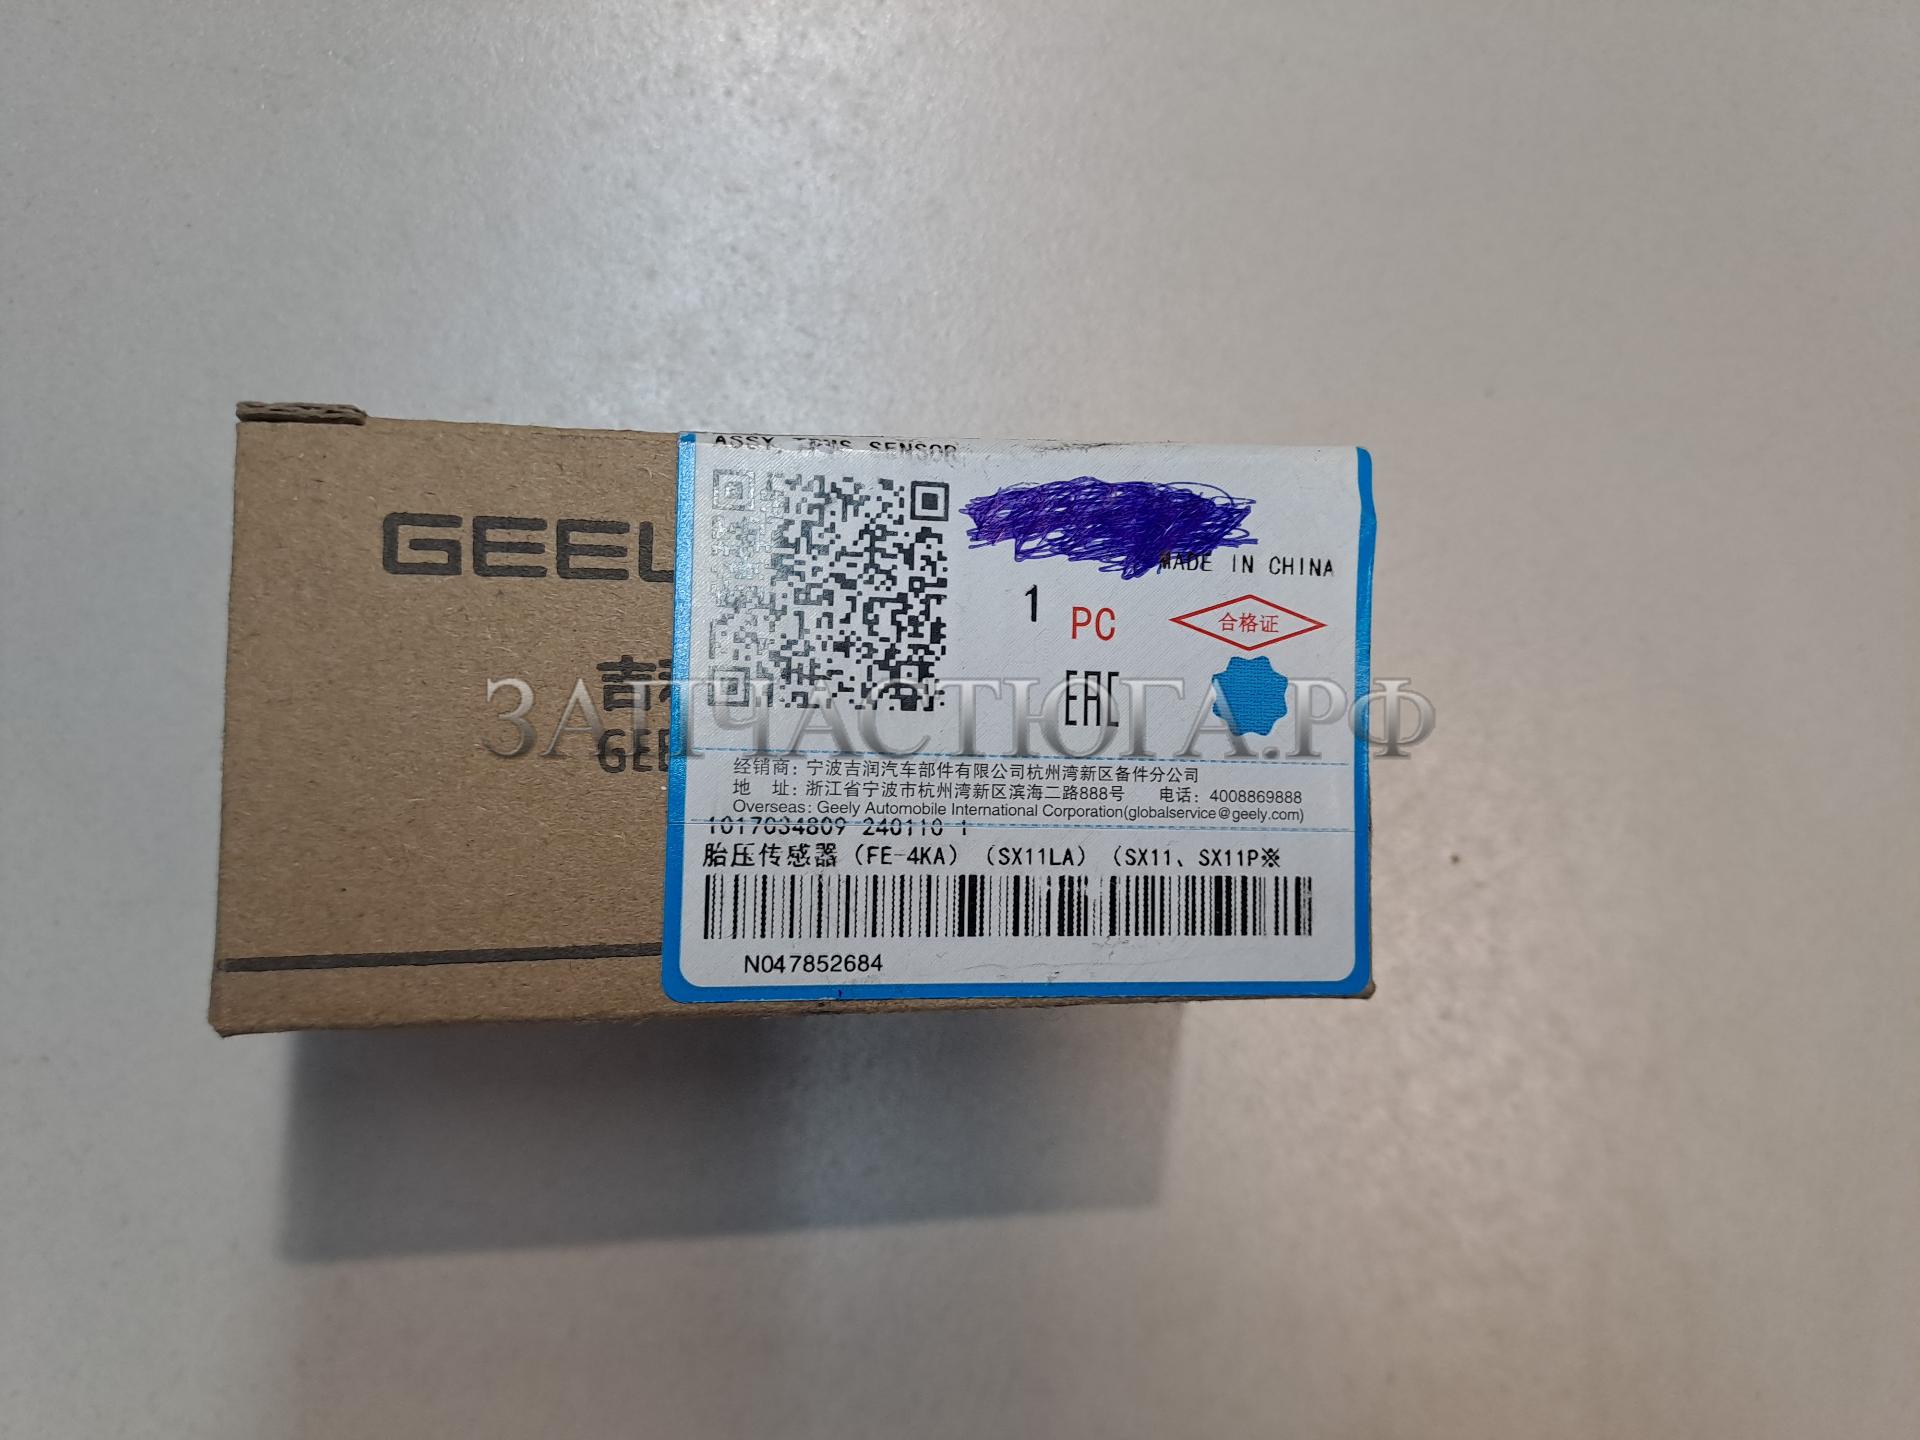 ASSY, TPMS SENSOR
GEEL
MADE IN CHINA
1 PC
合格证
吉
GEE
EAC
ЗАПЧАСТЮГА.РФ
经销商：宁波吉润汽车部件有限公司杭州湾新区备件分公司
地 址：浙江省宁波市杭州湾新区滨海二路888号 电话：4008869888
Overseas: Geely Automobile International Corporation(globalservice@geely.com)
1017034809 240110 1
胎压传感器（FE-4KA）（SX11LA）（SX11、SX11P※
N047852684